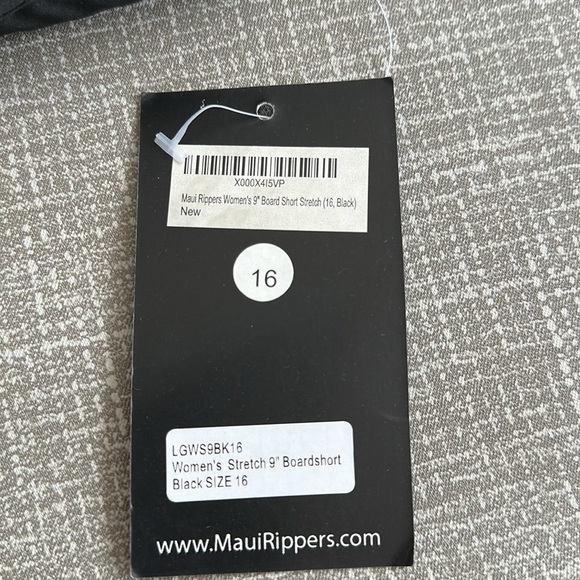 X000X4I5VP
Maui Rippers Women's 9" Board Short Stretch (16, Black)
New
16
LGWS9BK16
Women's Stretch 9" Boardshort
Black SIZE 16
www.MauiRippers.com